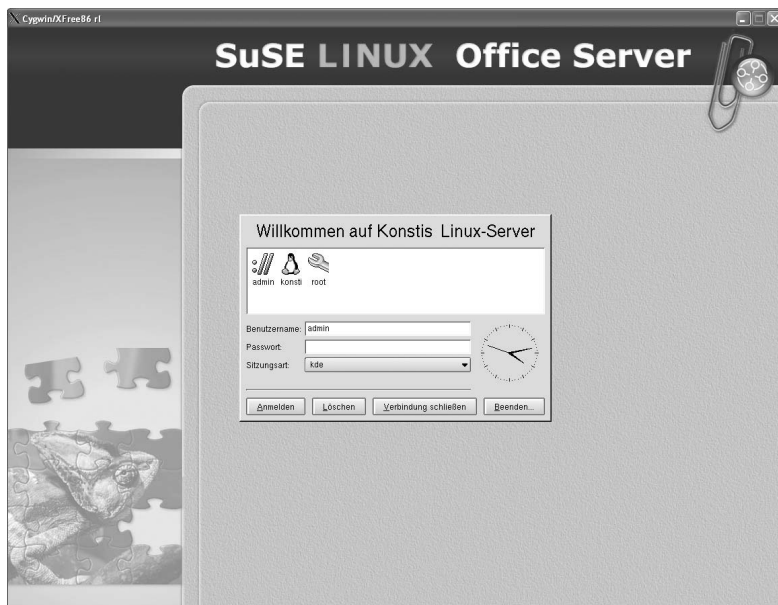 Cygwin/XFree86 rl
SuSE LINUX Office Server
Willkommen auf Konstis Linux-Server
admin konsti root
Benutzername: admin
Passwort:
Sitzungsart: kde
Anmelden Löschen Verbindung schließen Beenden...